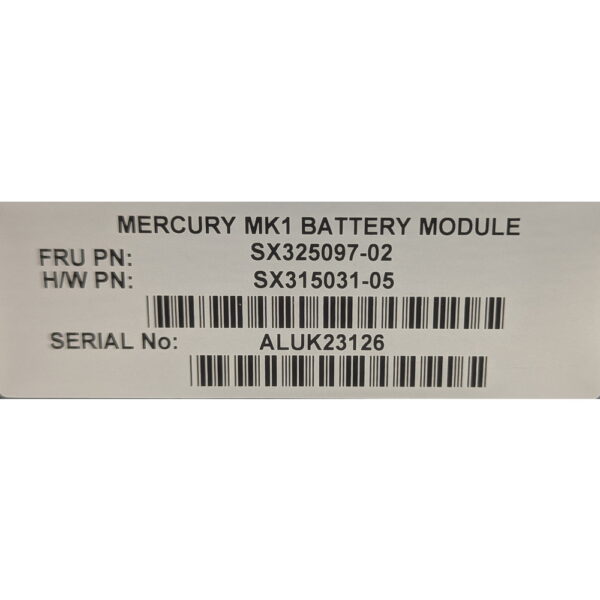 MERCURY MK1 BATTERY MODULE
FRU PN: SX325097-02
H/W PN: SX315031-05
SERIAL No: ALUK23126